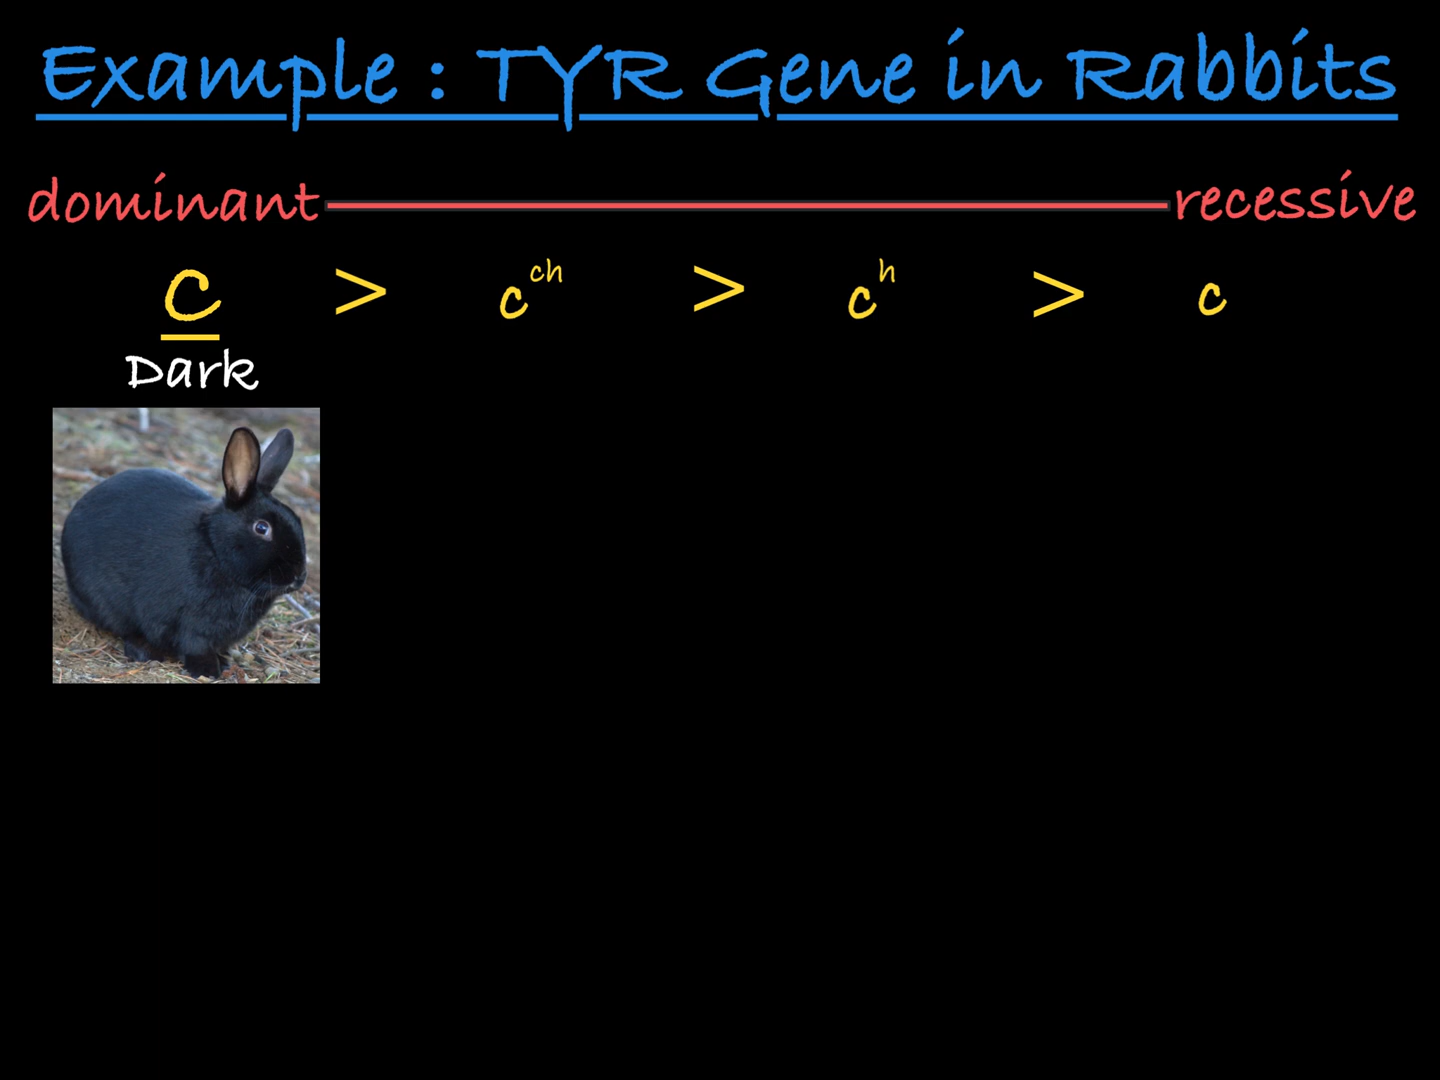 Example : TYR Gene in Rabbits
dominant recessive
C > c^ch > c^h > c
Dark